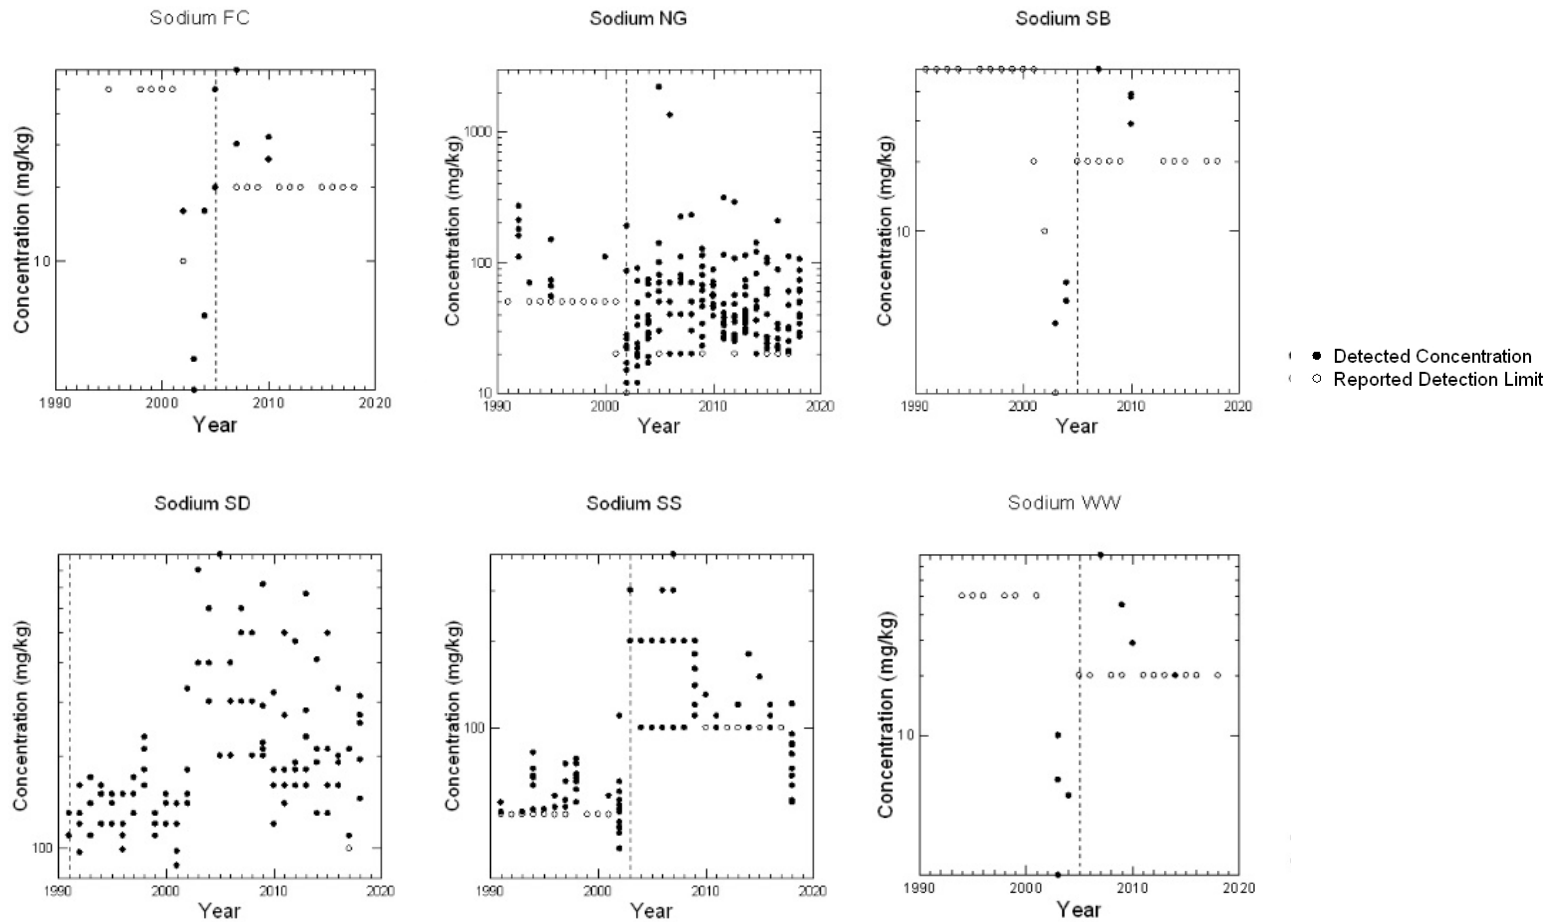 Sodium FC
Sodium NG
Sodium SB
Concentration (mg/kg)
10
1990
2000
2010
2020
Year
Concentration (mg/kg)
1000
100
10
1990
2000
2010
2020
Year
Concentration (mg/kg)
10
1990
2000
2010
2020
Year
Detected Concentration
Reported Detection Limit
Sodium SD
Sodium SS
Sodium WW
Concentration (mg/kg)
100
1990
2000
2010
2020
Year
Concentration (mg/kg)
100
1990
2000
2010
2020
Year
Concentration (mg/kg)
10
1990
2000
2010
2020
Year